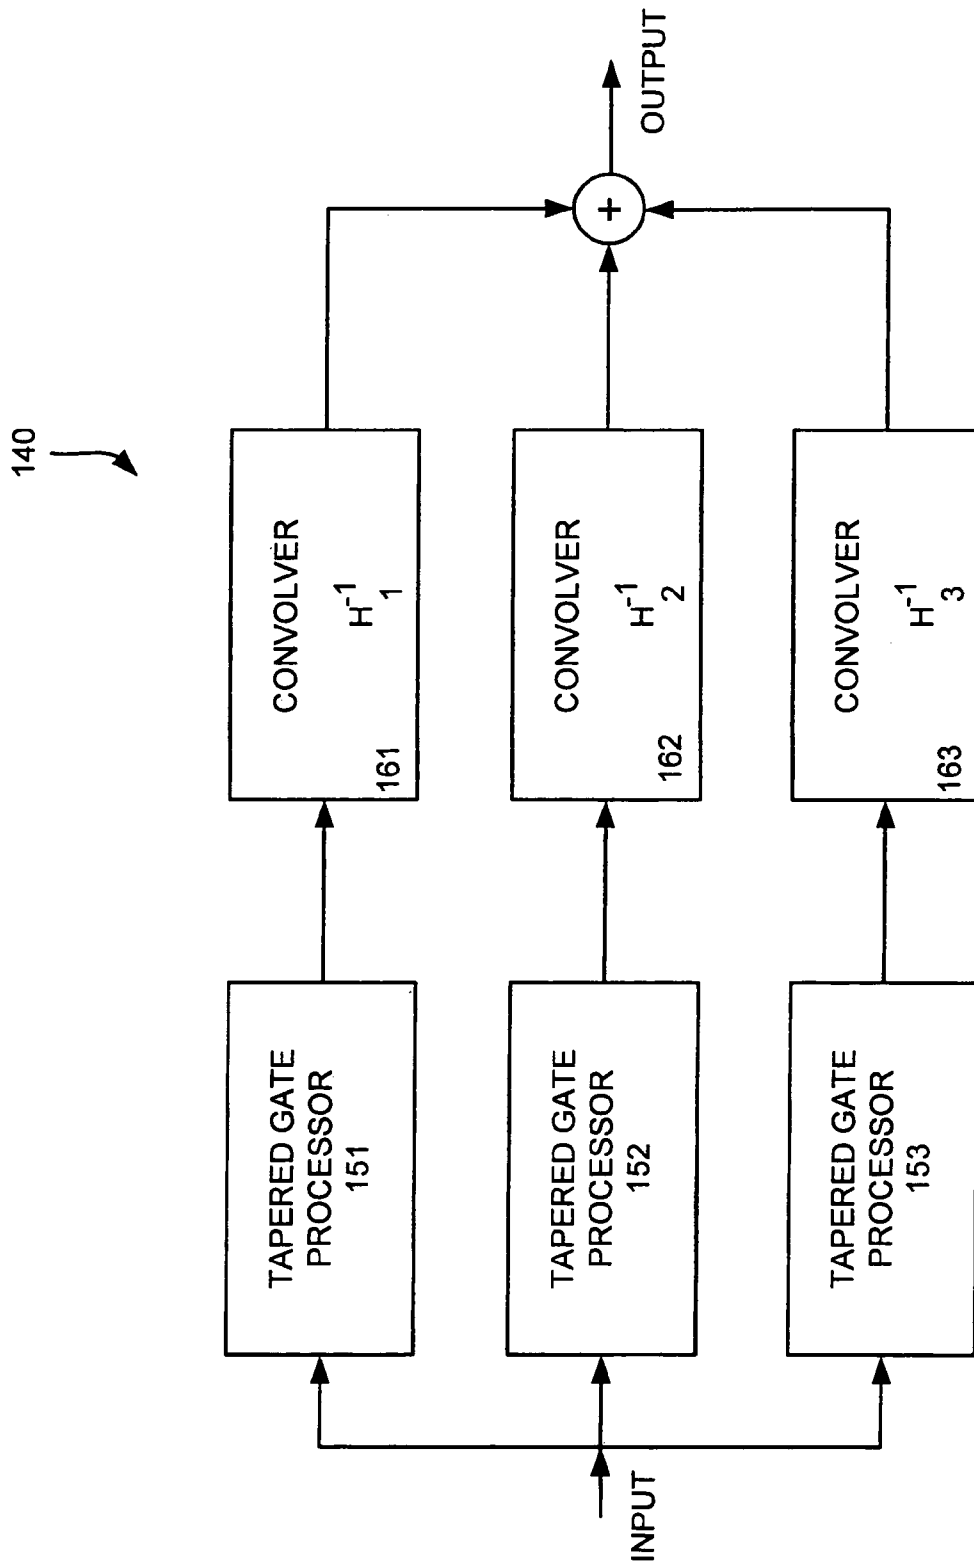 140
TAPERED GATE
PROCESSOR
151
CONVOLVER
H-1
1
161
INPUT
TAPERED GATE
PROCESSOR
152
CONVOLVER
H-1
2
162
+
OUTPUT
TAPERED GATE
PROCESSOR
153
CONVOLVER
H-1
3
163